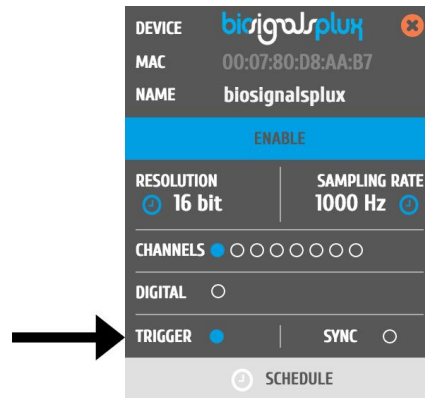 DEVICE biosignalsplux
MAC 00:07:80:D8:AA:B7
NAME biosignalsplux
ENABLE
RESOLUTION SAMPLING RATE
16 bit 1000 Hz
CHANNELS
DIGITAL
TRIGGER SYNC
SCHEDULE